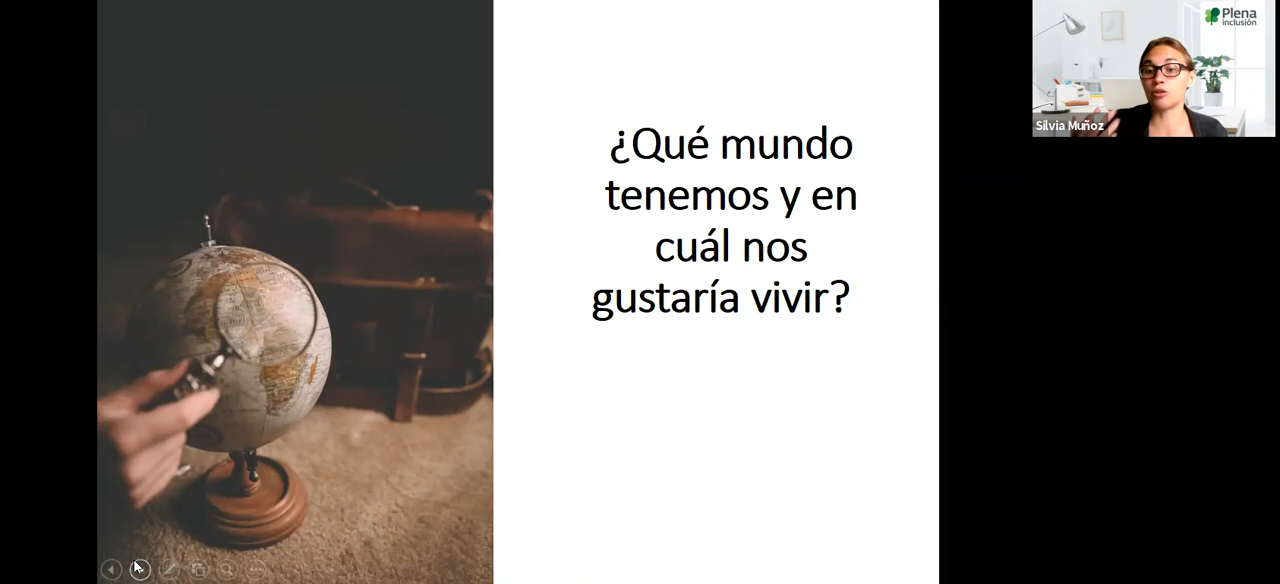 ¿Qué mundo
tenemos y en
cuál nos
gustaría vivir?
Plena
inclusión
Silvia Muñoz